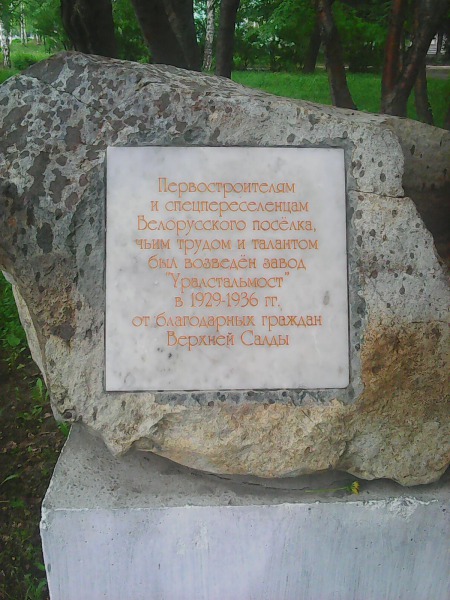 Первостроителям
и спецпереселенцам
Белорусского посёлка,
чьим трудом и талантом
был возведён завод
"Уралстальмост"
в 1929-1936 гг.
от благодарных граждан
Верхней Салды